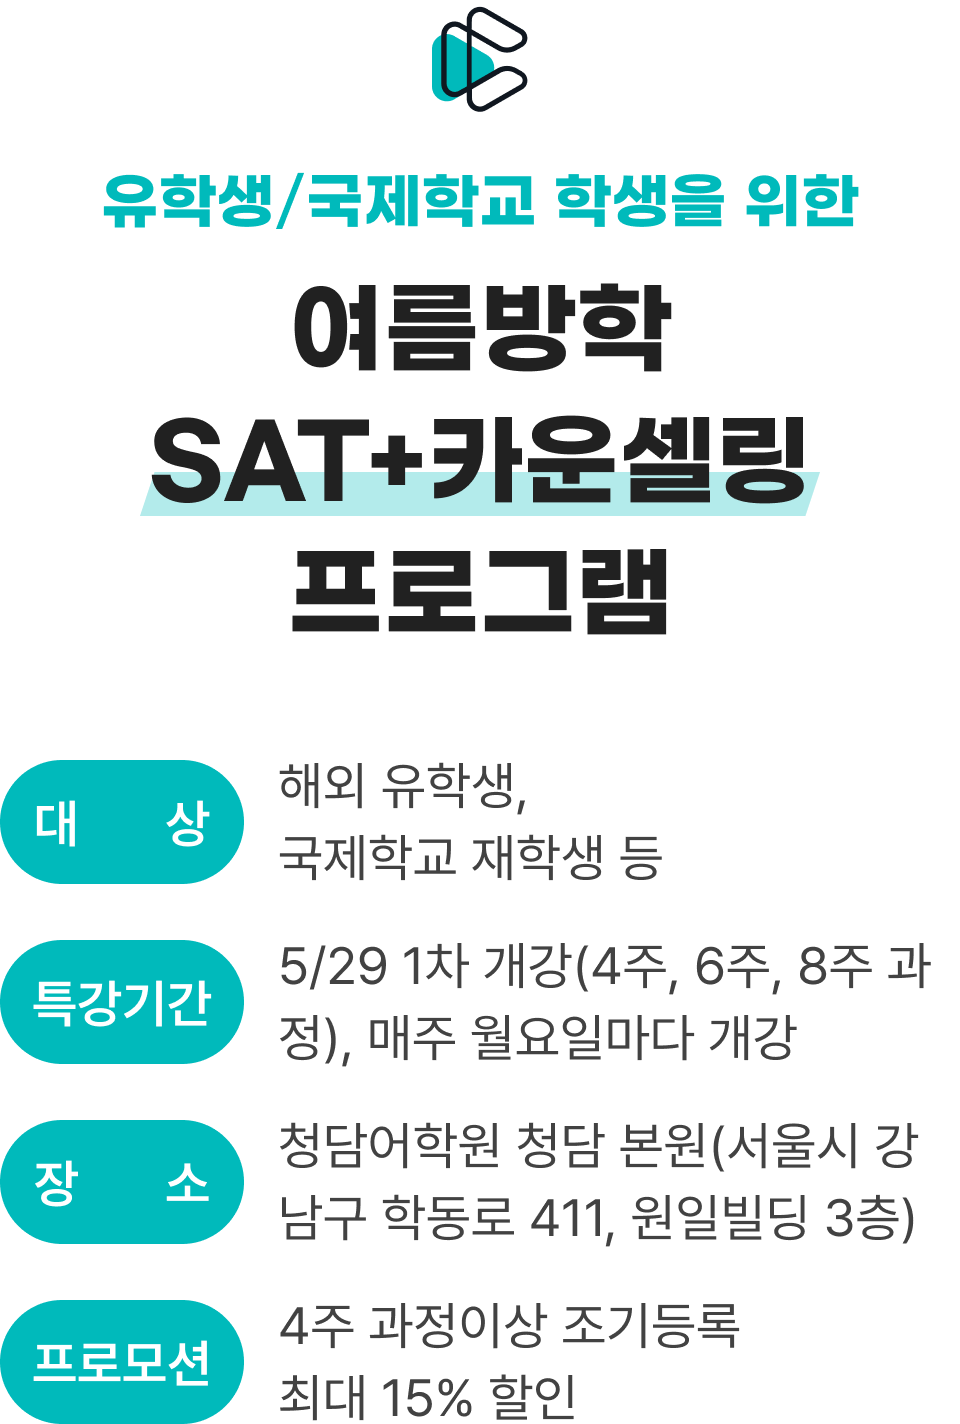 유학생/국제학교 학생을 위한
여름방학
SAT+카운셀링
프로그램
대 상
해외 유학생,
국제학교 재학생 등
특강기간
5/29 1차 개강(4주, 6주, 8주 과
정), 매주 월요일마다 개강
장 소
청담어학원 청담 본원(서울시 강
남구 학동로 411, 원일빌딩 3층)
프로모션
4주 과정이상 조기등록
최대 15% 할인